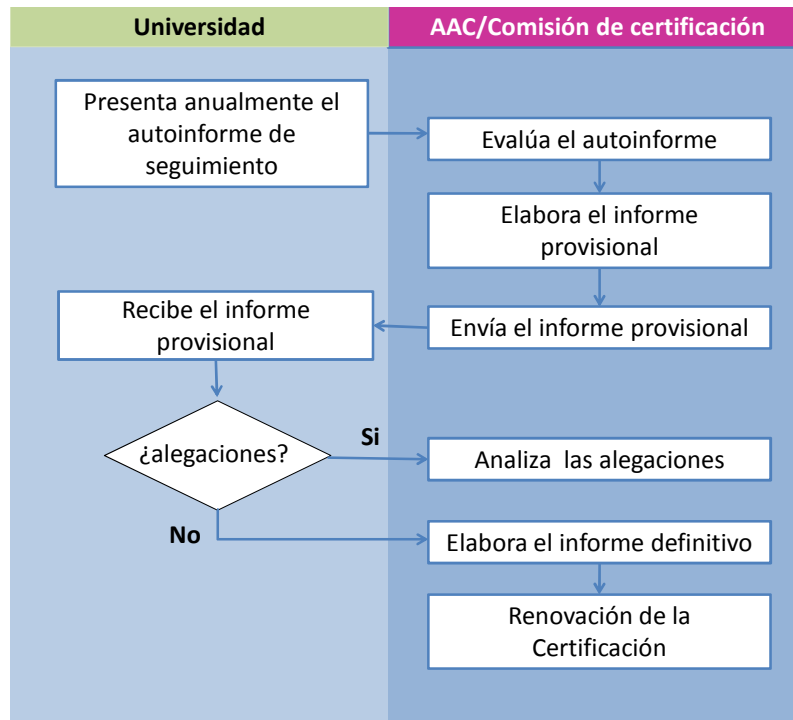 Universidad
AAC/Comisión de certificación
Presenta anualmente el
autoinforme de
seguimiento
Evalúa el autoinforme
Elabora el informe
provisional
Envía el informe provisional
Recibe el informe
provisional
¿alegaciones?
Si
Analiza las alegaciones
No
Elabora el informe definitivo
Renovación de la
Certificación